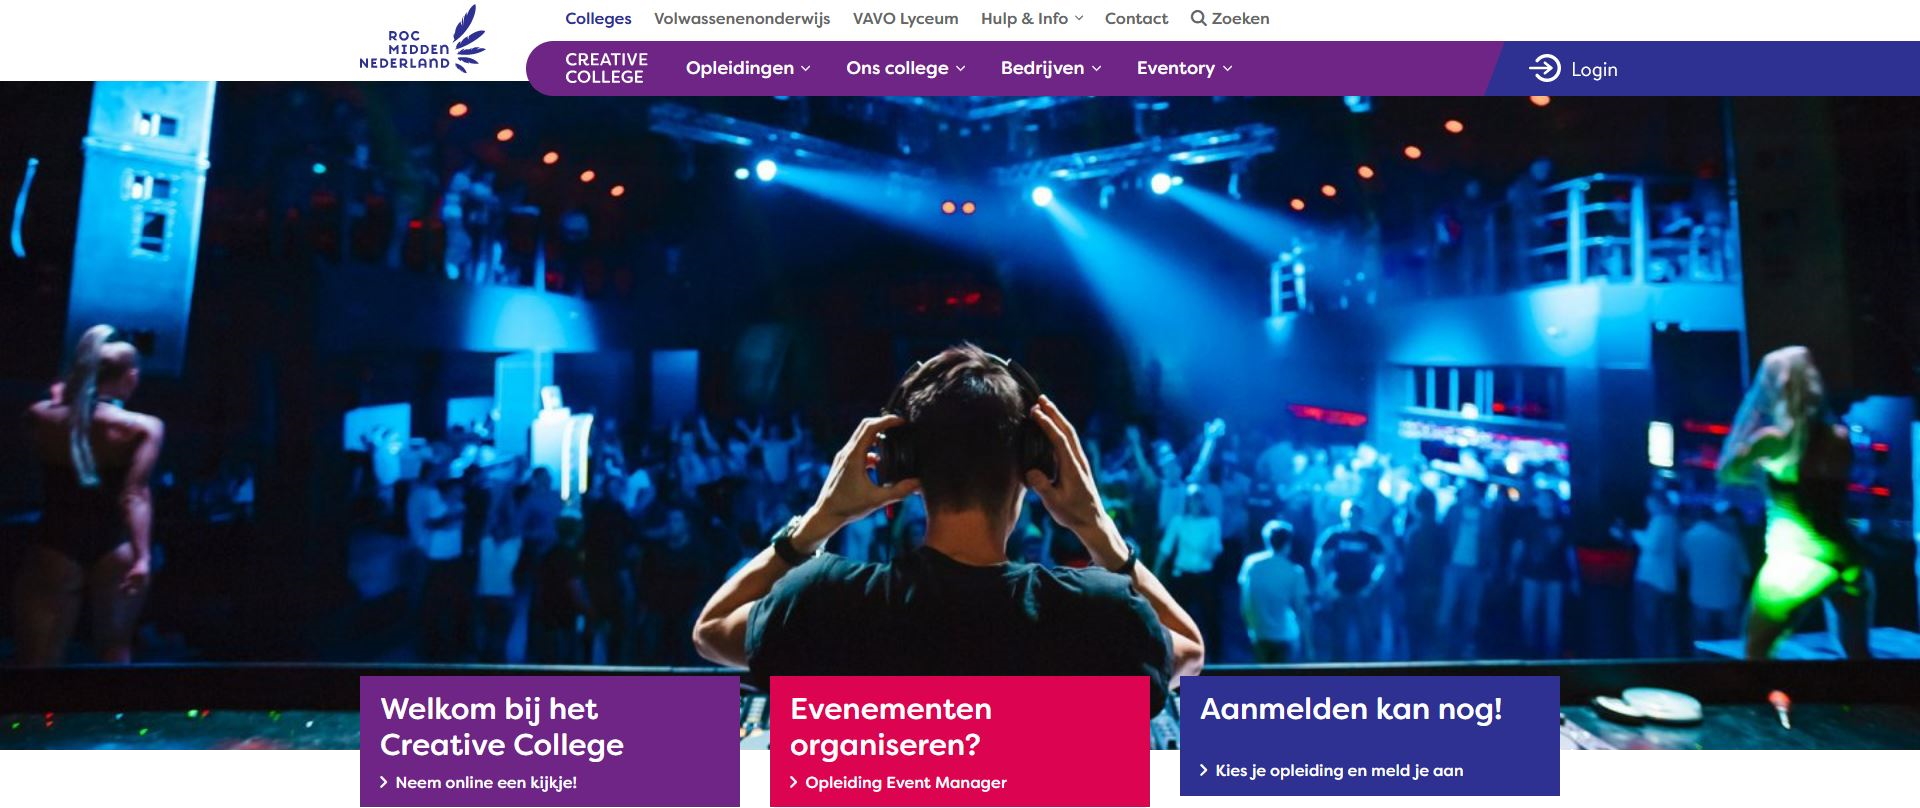 ROC
MIDDEN
NEDERLAND
Colleges Volwassenenonderwijs VAVO Lyceum Hulp & Info Contact Zoeken
CREATIVE
COLLEGE
Opleidingen Ons college Bedrijven Eventory
Login
Welkom bij het
Creative College
Neem online een kijkje!
Evenementen
organiseren?
Opleiding Event Manager
Aanmelden kan nog!
Kies je opleiding en meld je aan